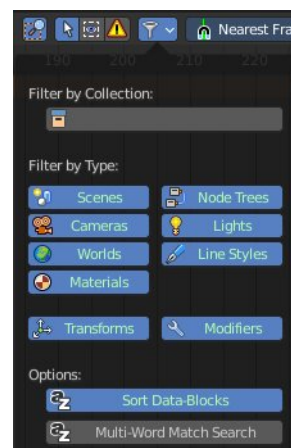 Nearest Fra
190 200 210 220
Filter by Collection:
Filter by Type:
Scenes Node Trees
Cameras Lights
Worlds Line Styles
Materials
Transforms Modifiers
Options:
Sort Data-Blocks
Multi-Word Match Search